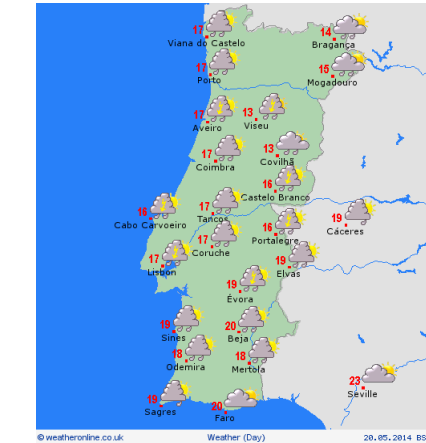 17
Viana do Castelo
14
Bragança
17
Porto
15
Mogadouro
17
Aveiro
13
Viseu
13
Covilhã
17
Coimbra
16
Castelo Branco
16
Cabo Carvoeiro
17
Tancos
19
Cáceres
16
Portalegre
17
Coruche
17
Lisbon
19
Elvas
19
Évora
19
Sines
20
Beja
18
Odemira
18
Mertola
23
Seville
19
Sagres
20
Faro
© weatheronline.co.uk Weather (Day) 20.05.2014 BS